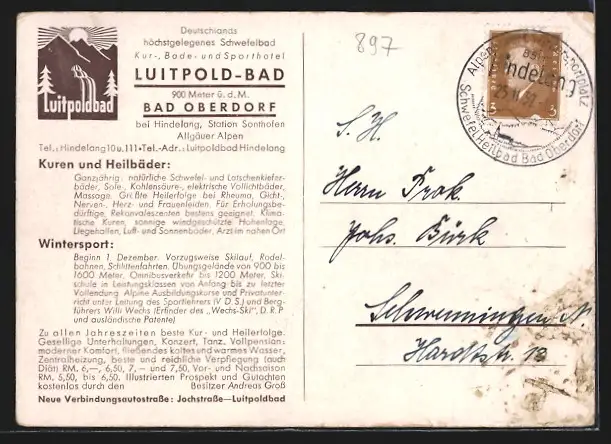 Luitpoldbad
Deutschlands
höchstgelegenes Schwefelbad
Kur-, Bade- und Sporthotel
LUITPOLD-BAD
900 Meter ü. d. M.
BAD OBERDORF
bei Hindelang, Station Sonthofen
Allgäuer Alpen
Tel.: Hindelang 10 u. 111 • Tel.-Adr.: Luitpoldbad Hindelang
Kuren und Heilbäder:
Ganzjährig: natürliche Schwefel- und Latschenkiefer-
bäder, Sole-, Kohlensäure-, elektrische Vollichtbäder,
Massage. Größte Heilerfolge bei Rheuma, Gicht-,
Nerven-, Herz- und Frauenleiden. Für Erholungsbe-
dürftige, Rekonvaleszenten bestens geeignet. Klima-
tische Kuren, sonnige windgeschützte Höhenlage,
Liegehallen, Luft- und Sonnenbäder, Arzt im nahen Ort
Wintersport:
Beginn 1. Dezember. Vorzugsweise Skilauf, Rodel-
bahnen, Schlittenfahrten. Übungsgelände von 900 bis
1600 Meter. Omnibusverkehr bis 1200 Meter, Ski-
schule in Leistungsklassen von Anfang bis zu letzter
Vollendung. Alpine Ausbildungskurse und Privatunter-
richt unter Leitung des Sportlehrers (V. D. S.) und Berg-
führers Willi Wechs (Erfinder des „Wechs-Ski", D. R. P.
und ausländische Patente)
Zu allen Jahreszeiten beste Kur- und Heilerfolge.
Gesellige Unterhaltungen, Konzert, Tanz. Vollpension:
moderner Komfort, fließendes kaltes und warmes Wasser,
Zentralheizung, beste und reichliche Verpflegung (auch
Diät) RM. 6,—, 6,50, 7,— und 7,50, Vor- und Nachsaison
RM. 5,50, bis 6,50. Illustrierten Prospekt und Gutachten
kostenlos durch den Besitzer Andreas Groß
Neue Verbindungsautostraße: Jochstraße—Luitpoldbad
897
3 3
Hindelang
Schwefelheilbad Bad Oberdorf
S. H.
Herrn Prok.
Johs. Bürk
Schwenningen N.
Hardtstr. 13